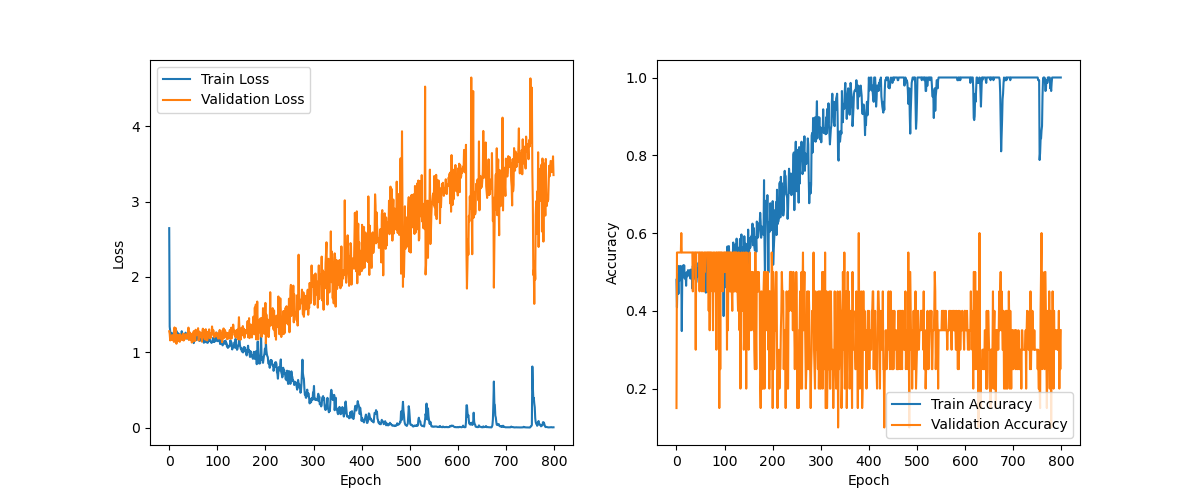 Train Loss
Validation Loss
4
3
2
1
0
Loss
0 100 200 300 400 500 600 700 800
Epoch
1.0
0.8
0.6
0.4
0.2
Accuracy
Train Accuracy
Validation Accuracy
0 100 200 300 400 500 600 700 800
Epoch